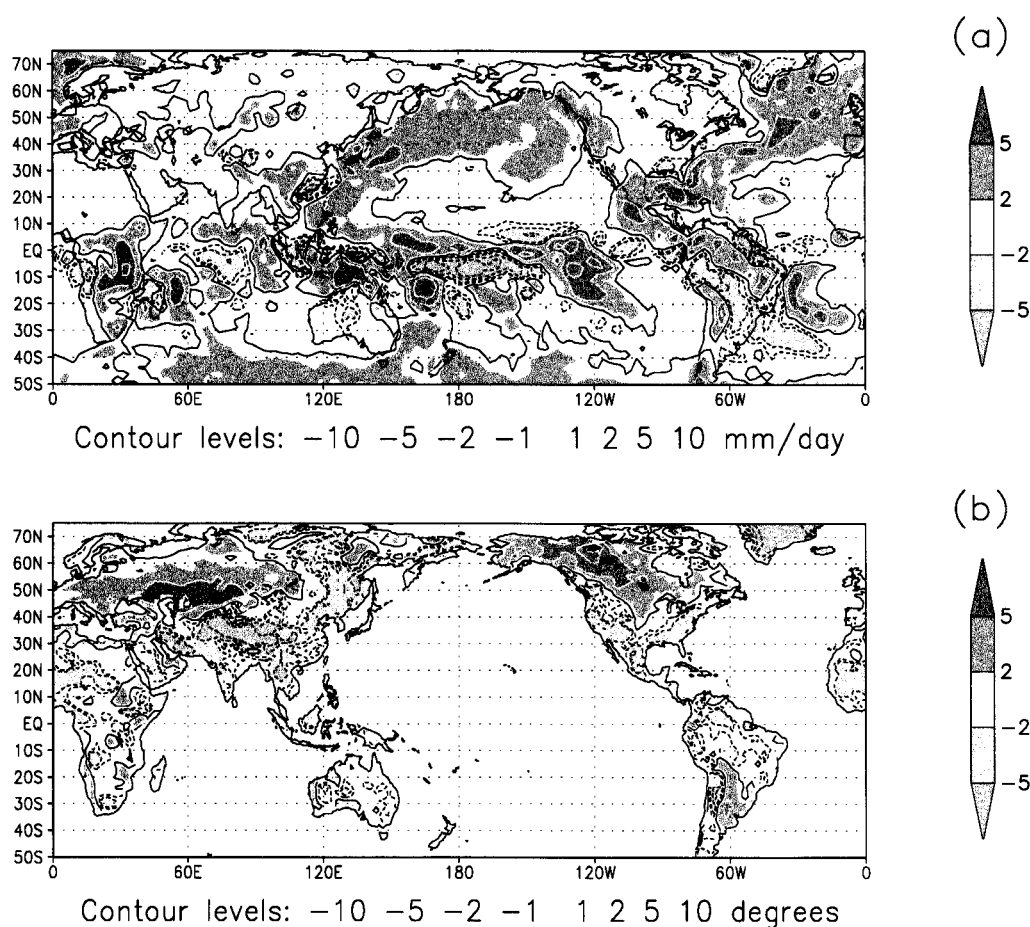 (a)
70N
60N
50N
40N
30N
20N
10N
EQ
10S
20S
30S
40S
50S
0 60E 120E 180 120W 60W 0
5
2
−2
−5
Contour levels: −10 −5 −2 −1 1 2 5 10 mm/day
(b)
70N
60N
50N
40N
30N
20N
10N
EQ
10S
20S
30S
40S
50S
0 60E 120E 180 120W 60W 0
5
2
−2
−5
Contour levels: −10 −5 −2 −1 1 2 5 10 degrees